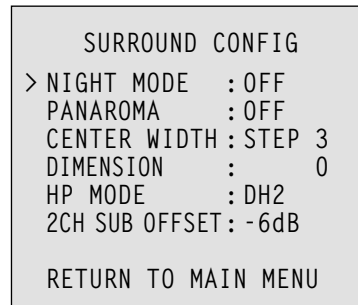 SURROUND CONFIG
> NIGHT MODE : OFF
PANAROMA : OFF
CENTER WIDTH : STEP 3
DIMENSION : 0
HP MODE : DH2
2CH SUB OFFSET : -6dB
RETURN TO MAIN MENU